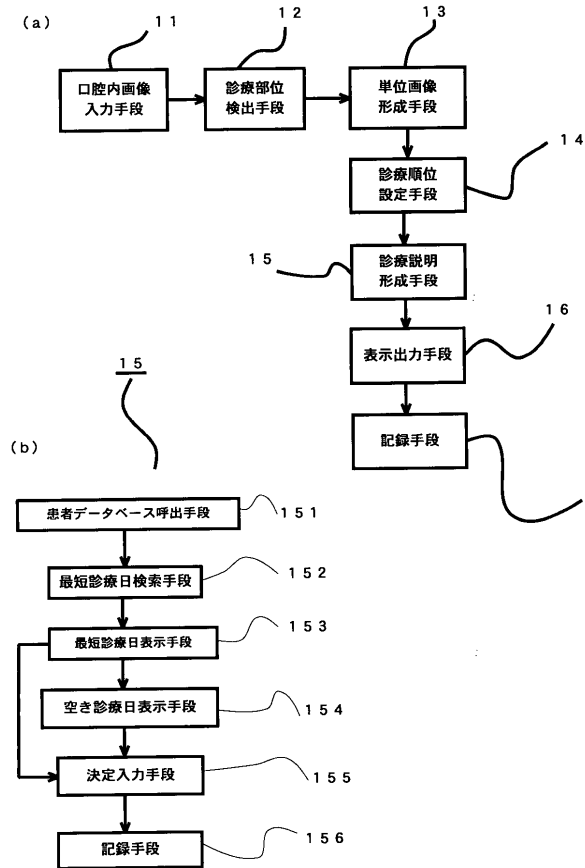 (a)
11
12
13
口腔内画像
入力手段
診療部位
検出手段
単位画像
形成手段
14
診療順位
設定手段
15
診療説明
形成手段
16
表示出力手段
記録手段
15
(b)
患者データベース呼出手段
151
最短診療日検索手段
152
最短診療日表示手段
153
空き診療日表示手段
154
決定入力手段
155
記録手段
156